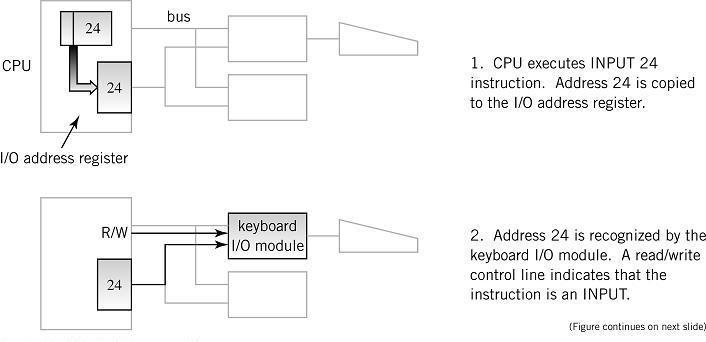 bus
24
CPU
24
I/O address register
1. CPU executes INPUT 24
instruction. Address 24 is copied
to the I/O address register.
R/W
keyboard
I/O module
24
2. Address 24 is recognized by the
keyboard I/O module. A read/write
control line indicates that the
instruction is an INPUT.
(Figure continues on next slide)